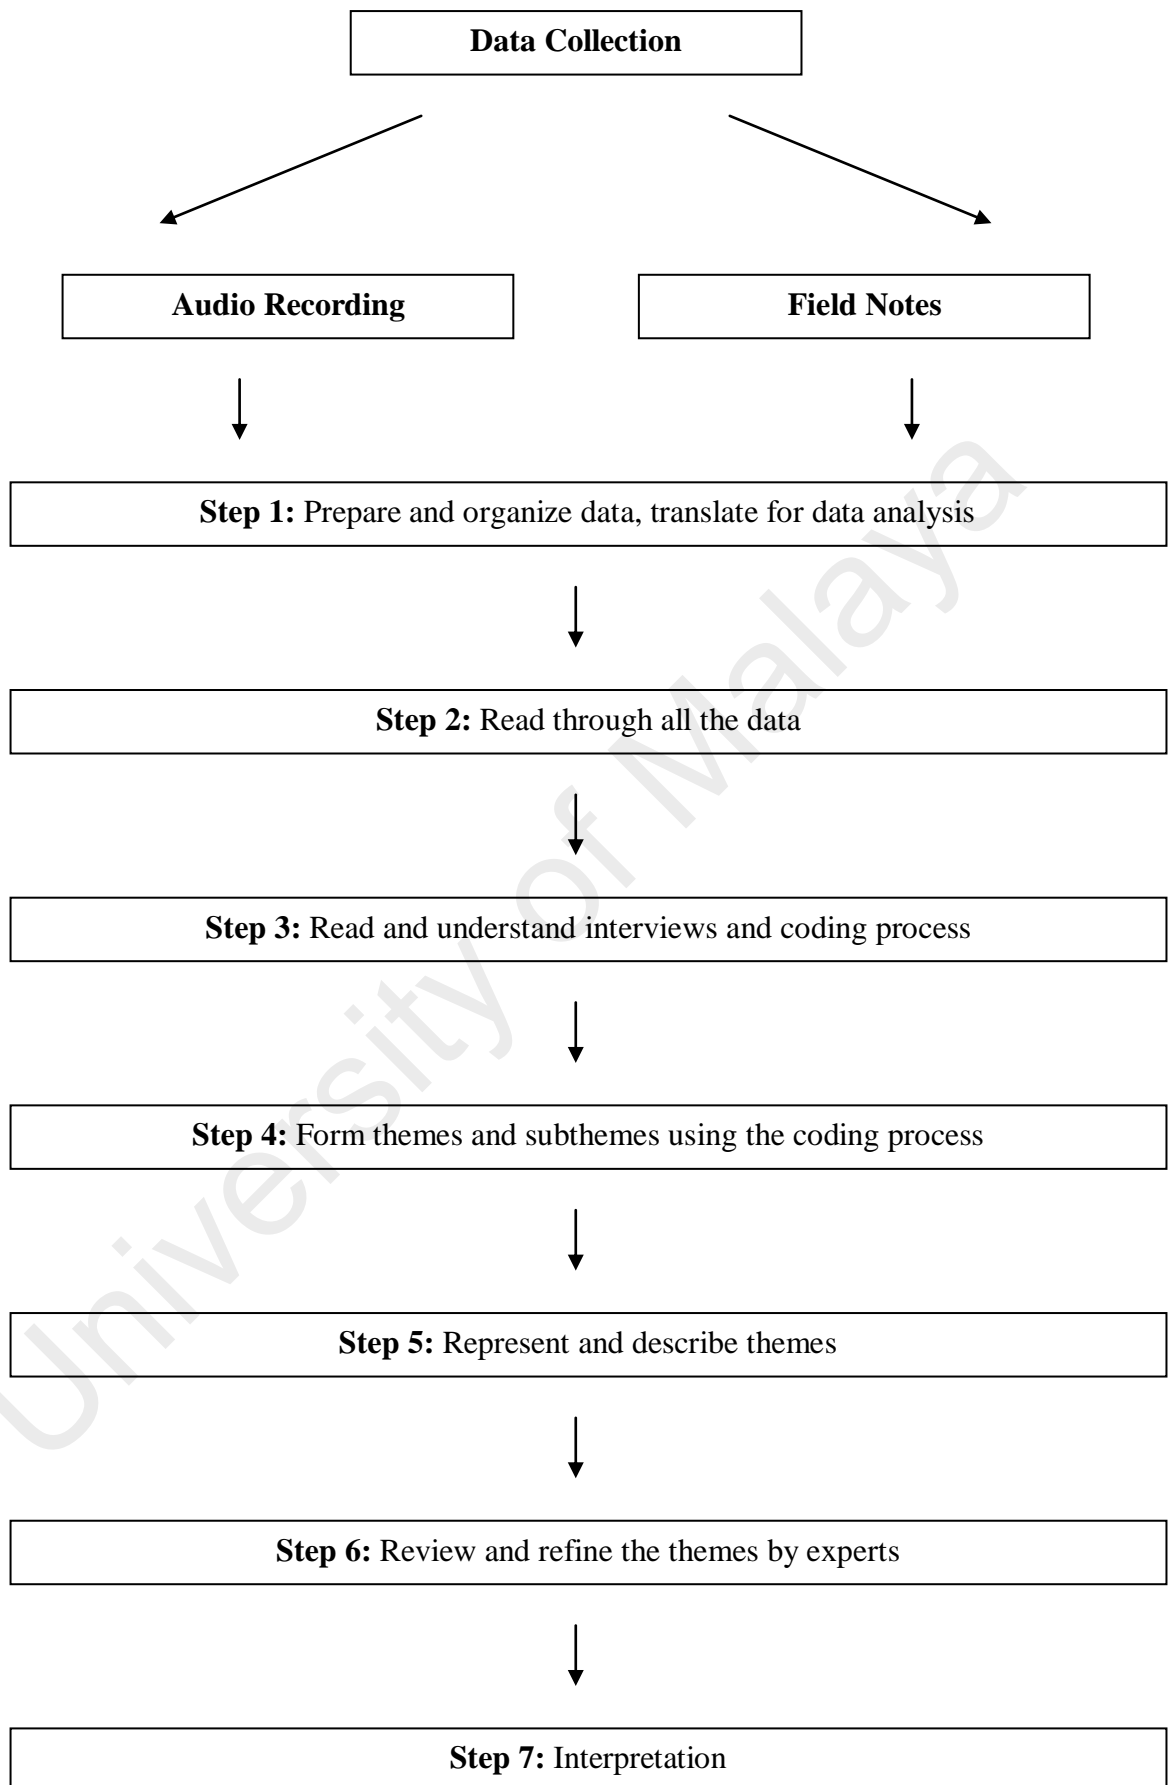 Data Collection
Audio Recording
Field Notes
Step 1: Prepare and organize data, translate for data analysis
Step 2: Read through all the data
Step 3: Read and understand interviews and coding process
Step 4: Form themes and subthemes using the coding process
Step 5: Represent and describe themes
Step 6: Review and refine the themes by experts
Step 7: Interpretation
University of Malaya